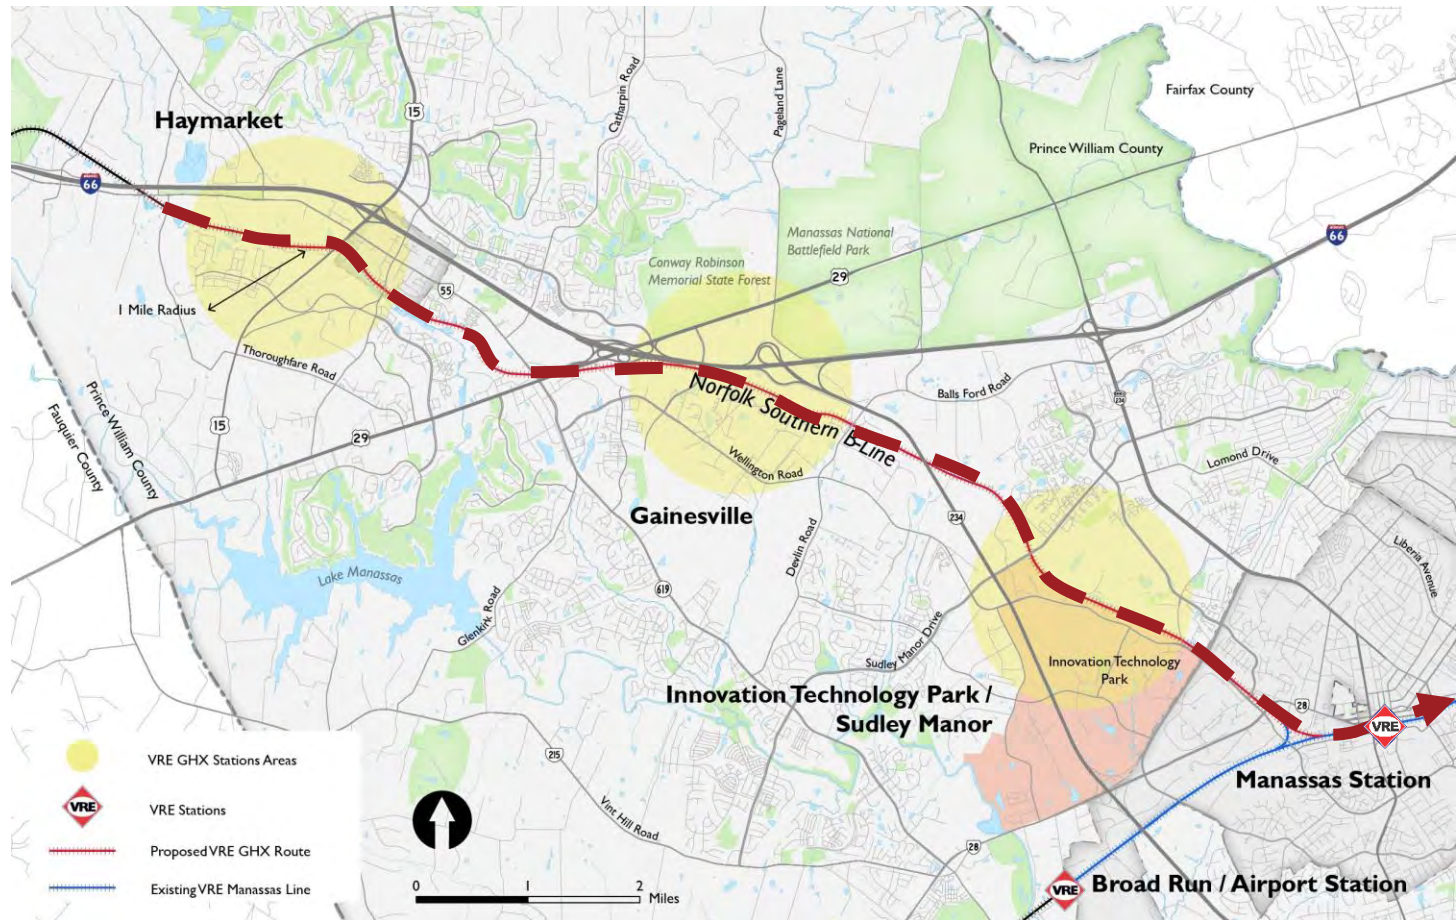 Fairfax County
Catharpin Road
Pageland Lane
15
Haymarket
Prince William County
INTERSTATE
66
Manassas National
Battlefield Park
INTERSTATE
66
Conway Robinson
Memorial State Forest
29
55
1 Mile Radius
Thoroughfare Road
Norfolk Southern B-Line
Balls Ford Road
234
Prince William County
Fauquier County
15
29
Wellington Road
Lomond Drive
Gainesville
234
Devlin Road
Liberia Avenue
Lake Manassas
619
Glenkirk Road
Sudley Manor Drive
Innovation Technology
Park
Innovation Technology Park /
Sudley Manor
28
VRE
Manassas Station
215
Vint Hill Road
28
VRE
Broad Run / Airport Station
VRE GHX Stations Areas
VRE
VRE Stations
Proposed VRE GHX Route
Existing VRE Manassas Line
0 1 2
Miles